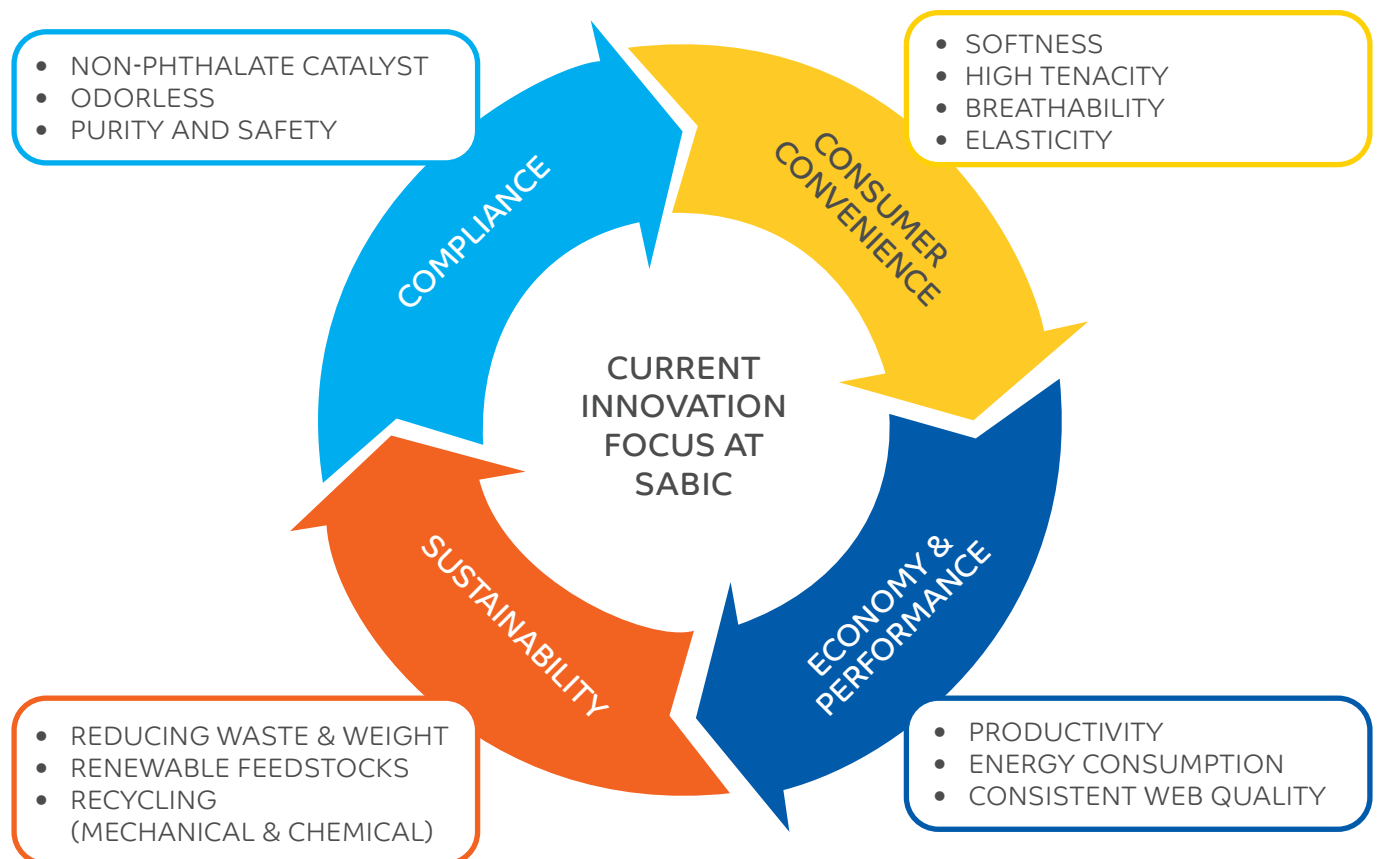 • NON-PHTHALATE CATALYST
• ODORLESS
• PURITY AND SAFETY
• SOFTNESS
• HIGH TENACITY
• BREATHABILITY
• ELASTICITY
COMPLIANCE
CONSUMER
CONVENIENCE
CURRENT
INNOVATION
FOCUS AT
SABIC
SUSTAINABILITY
ECONOMY &
PERFORMANCE
• REDUCING WASTE & WEIGHT
• RENEWABLE FEEDSTOCKS
• RECYCLING
(MECHANICAL & CHEMICAL)
• PRODUCTIVITY
• ENERGY CONSUMPTION
• CONSISTENT WEB QUALITY